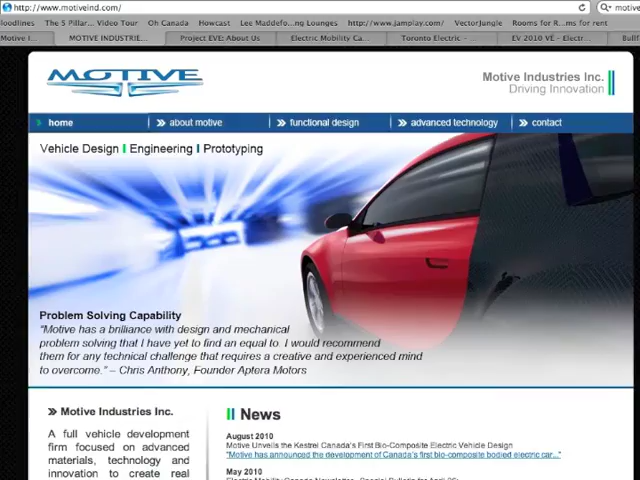 http://www.motiveind.com/
Lee Maddefo...ng Lounges
The 5 Pillar... Video Tour
Oh Canada
Howcast
http://www.jamplay.com/
VectorJungle
Rooms for R...ms for rent
MOTIVE INDUSTRIE...
Project EVE: About Us
Electric Mobility Ca...
Toronto Electric - ...
EV 2010 VÉ - Electr...
MOTIVE
Motive Industries Inc.
Driving Innovation
home
about motive
functional design
advanced technology
contact
Vehicle Design Engineering Prototyping
Problem Solving Capability
"Motive has a brilliance with design and mechanical
problem solving that I have yet to find an equal to. I would recommend
them for any technical challenge that requires a creative and experienced mind
to overcome." – Chris Anthony, Founder Aptera Motors
Motive Industries Inc.
A full vehicle development
firm focused on advanced
materials, technology and
innovation to create real
News
August 2010
Motive Unveils the Kestrel Canada's First Bio-Composite Electric Vehicle Design
"Motive has announced the development of Canada's first bio-composite bodied electric car..."
May 2010